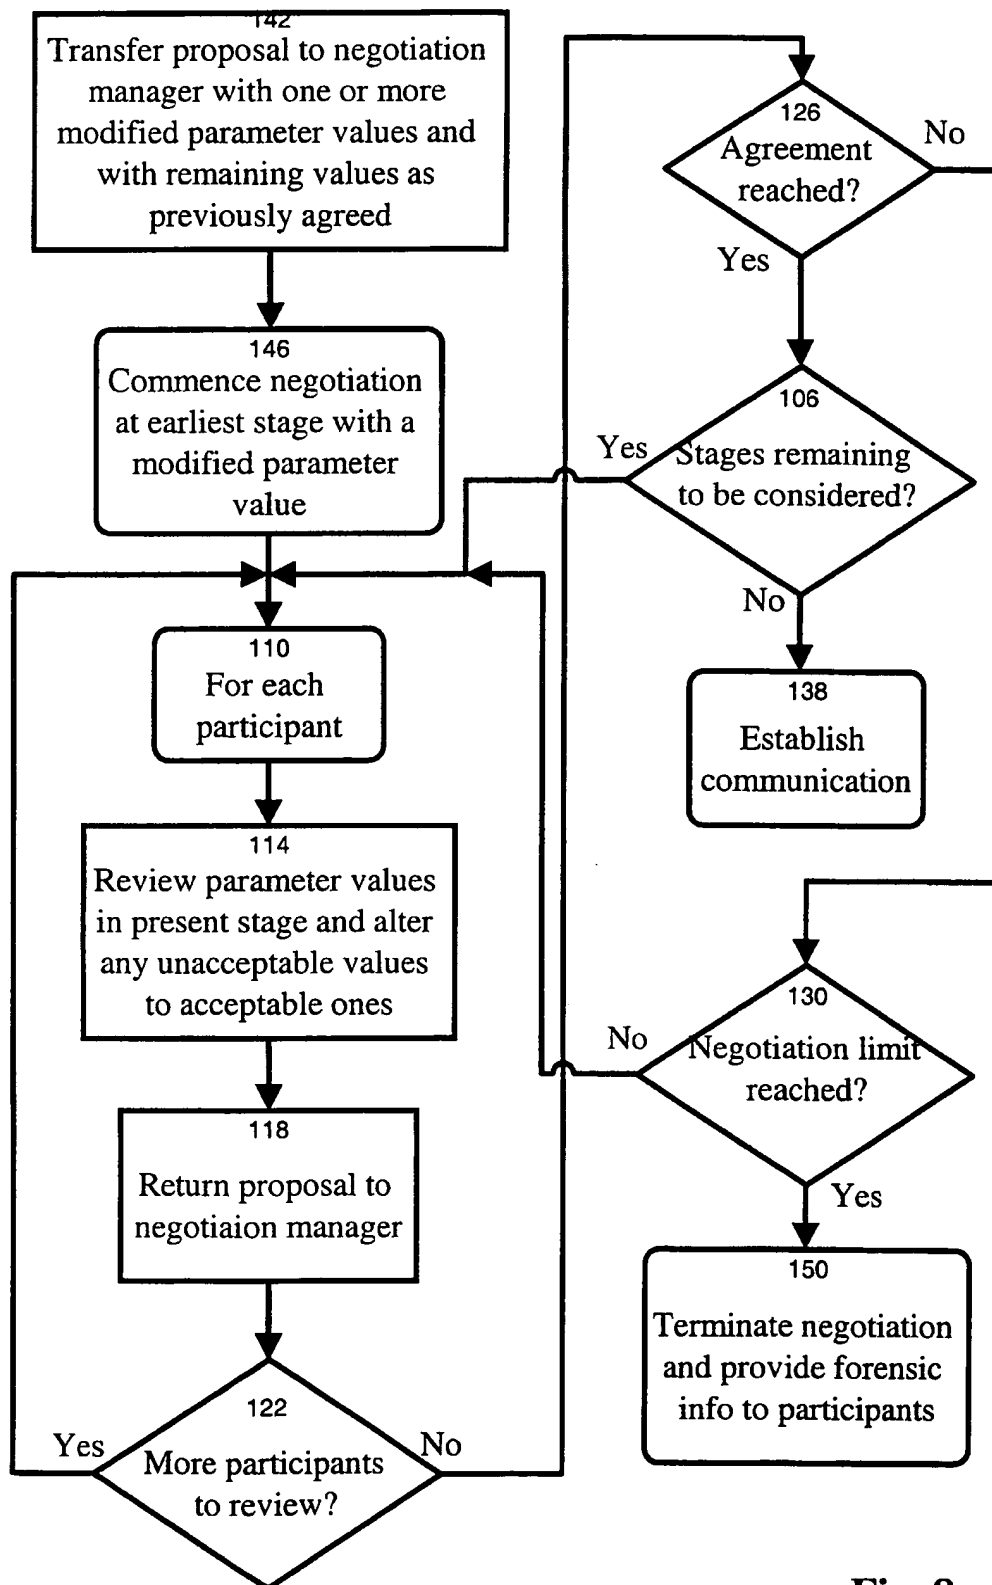 142
Transfer proposal to negotiation
manager with one or more
modified parameter values and
with remaining values as
previously agreed
146
Commence negotiation
at earliest stage with a
modified parameter
value
110
For each
participant
114
Review parameter values
in present stage and alter
any unacceptable values
to acceptable ones
118
Return proposal to
negotiaion manager
122
Yes
No
More participants
to review?
126
No
Agreement
reached?
Yes
106
Yes
Stages remaining
to be considered?
No
138
Establish
communication
130
No
Negotiation limit
reached?
Yes
150
Terminate negotiation
and provide forensic
info to participants